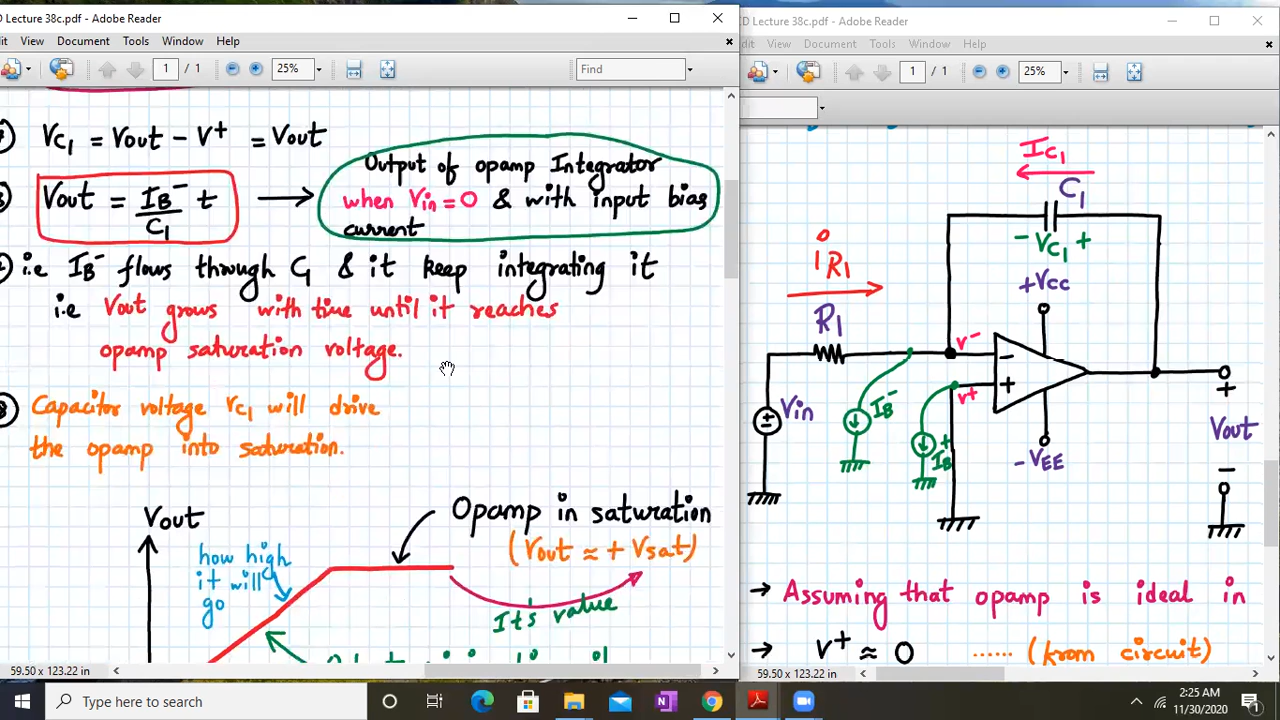 D Lecture 38c.pdf - Adobe Reader
it View Document Tools Window Help
1 / 1 25% Find
VC1 = Vout - V+ = Vout
Vout = IB- t
C1
Output of opamp Integrator
when Vin = 0 & with input bias
current
i.e IB- flows through C1 & it keep integrating it
i.e Vout grows with time until it reaches
opamp saturation voltage.
Capacitor voltage VC1 will drive
the opamp into saturation.
Vout
Opamp in saturation
(Vout ≈ + Vsat)
how high
it will
go
It's value
59.50 x 123.22 in
D Lecture 38c.pdf - Adobe Reader
it View Document Tools Window Help
1 / 1 25%
IC1
C1
- VC1 +
iR1
+VCC
R1
V-
-
V+
+
Vin
IB-
IB+
-VEE
+
Vout
-
→ Assuming that opamp is ideal in
→ V+ ≈ 0 ...... (from circuit)
59.50 x 123.22 in
Type here to search
2:25 AM
11/30/2020